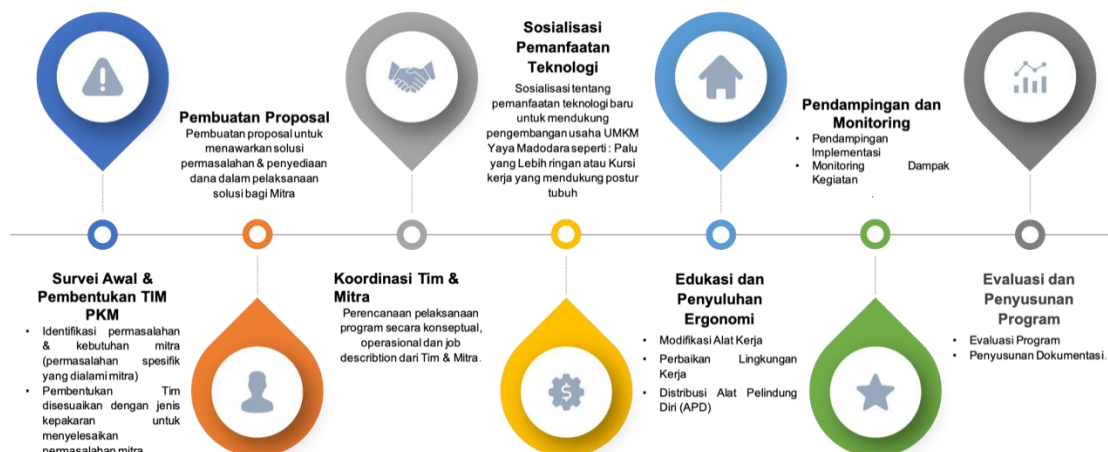 Survei Awal &
Pembentukan TIM
PKM
• Identifikasi permasalahan
& kebutuhan mitra
(permasalahan spesifik
yang dialami mitra)
• Pembentukan Tim
disesuaikan dengan jenis
kepakaran untuk
menyelesaikan
permasalahan mitra
Pembuatan Proposal
Pembuatan proposal untuk
menawarkan solusi
permasalahan & penyediaan
dana dalam pelaksanaan
solusi bagi Mitra
Koordinasi Tim &
Mitra
Perencanaan pelaksanaan
program secara konseptual,
operasional dan job
describtion dari Tim & Mitra.
Sosialisasi
Pemanfaatan
Teknologi
Sosialisasi tentang
pemanfaatan teknologi baru
untuk mendukung
pengembangan usaha UMKM
Yaya Madodara seperti : Palu
yang Lebih ringan atau Kursi
kerja yang mendukung postur
tubuh
$
Edukasi dan
Penyuluhan
Ergonomi
• Modifikasi Alat Kerja
• Perbaikan Lingkungan
Kerja
• Distribusi Alat Pelindung
Diri (APD)
Pendampingan dan
Monitoring
• Pendampingan
Implementasi
• Monitoring Dampak
Kegiatan
.
Evaluasi dan
Penyusunan
Program
• Evaluasi Program
• Penyusunan Dokumentasi.